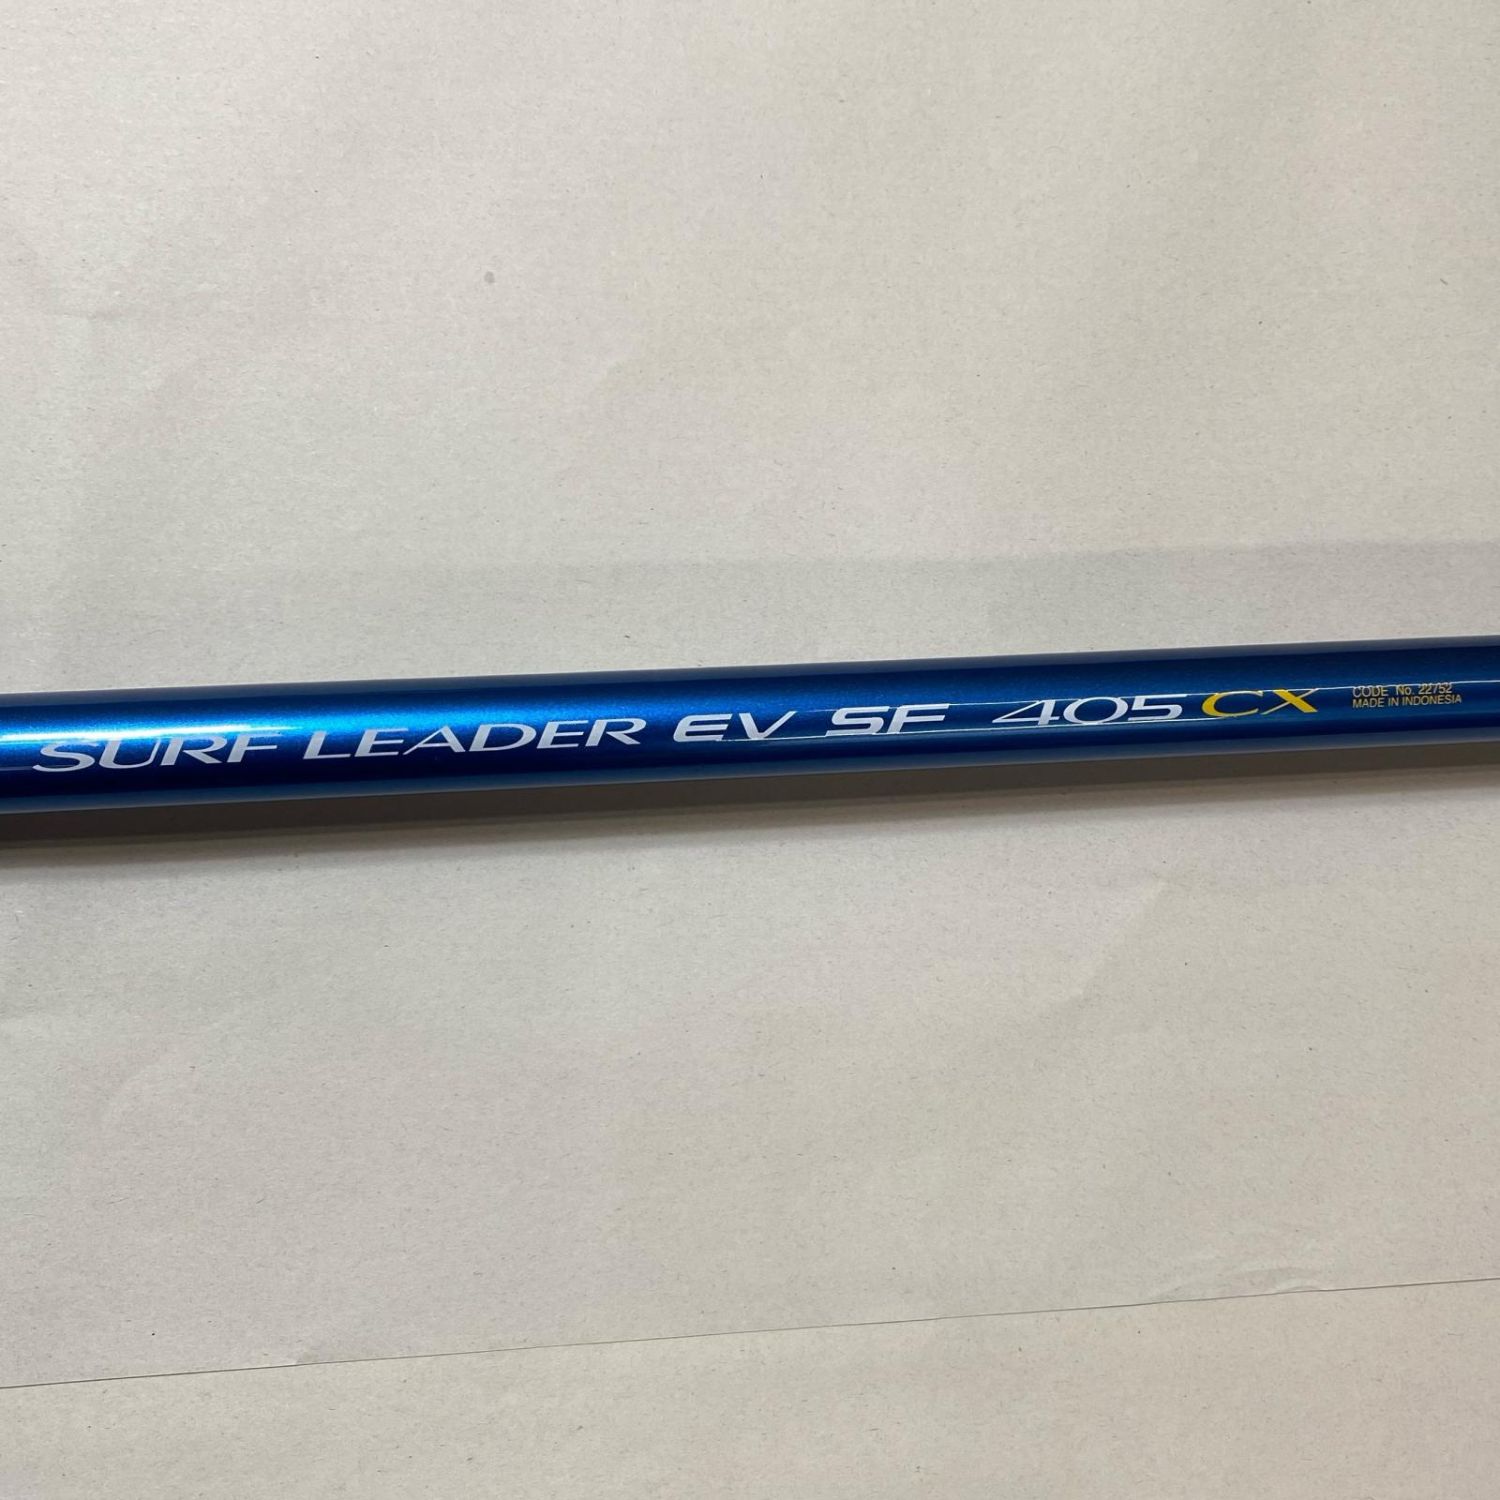 SURF LEADER EV SF 405CX
CODE No. 22752
MADE IN INDONESIA